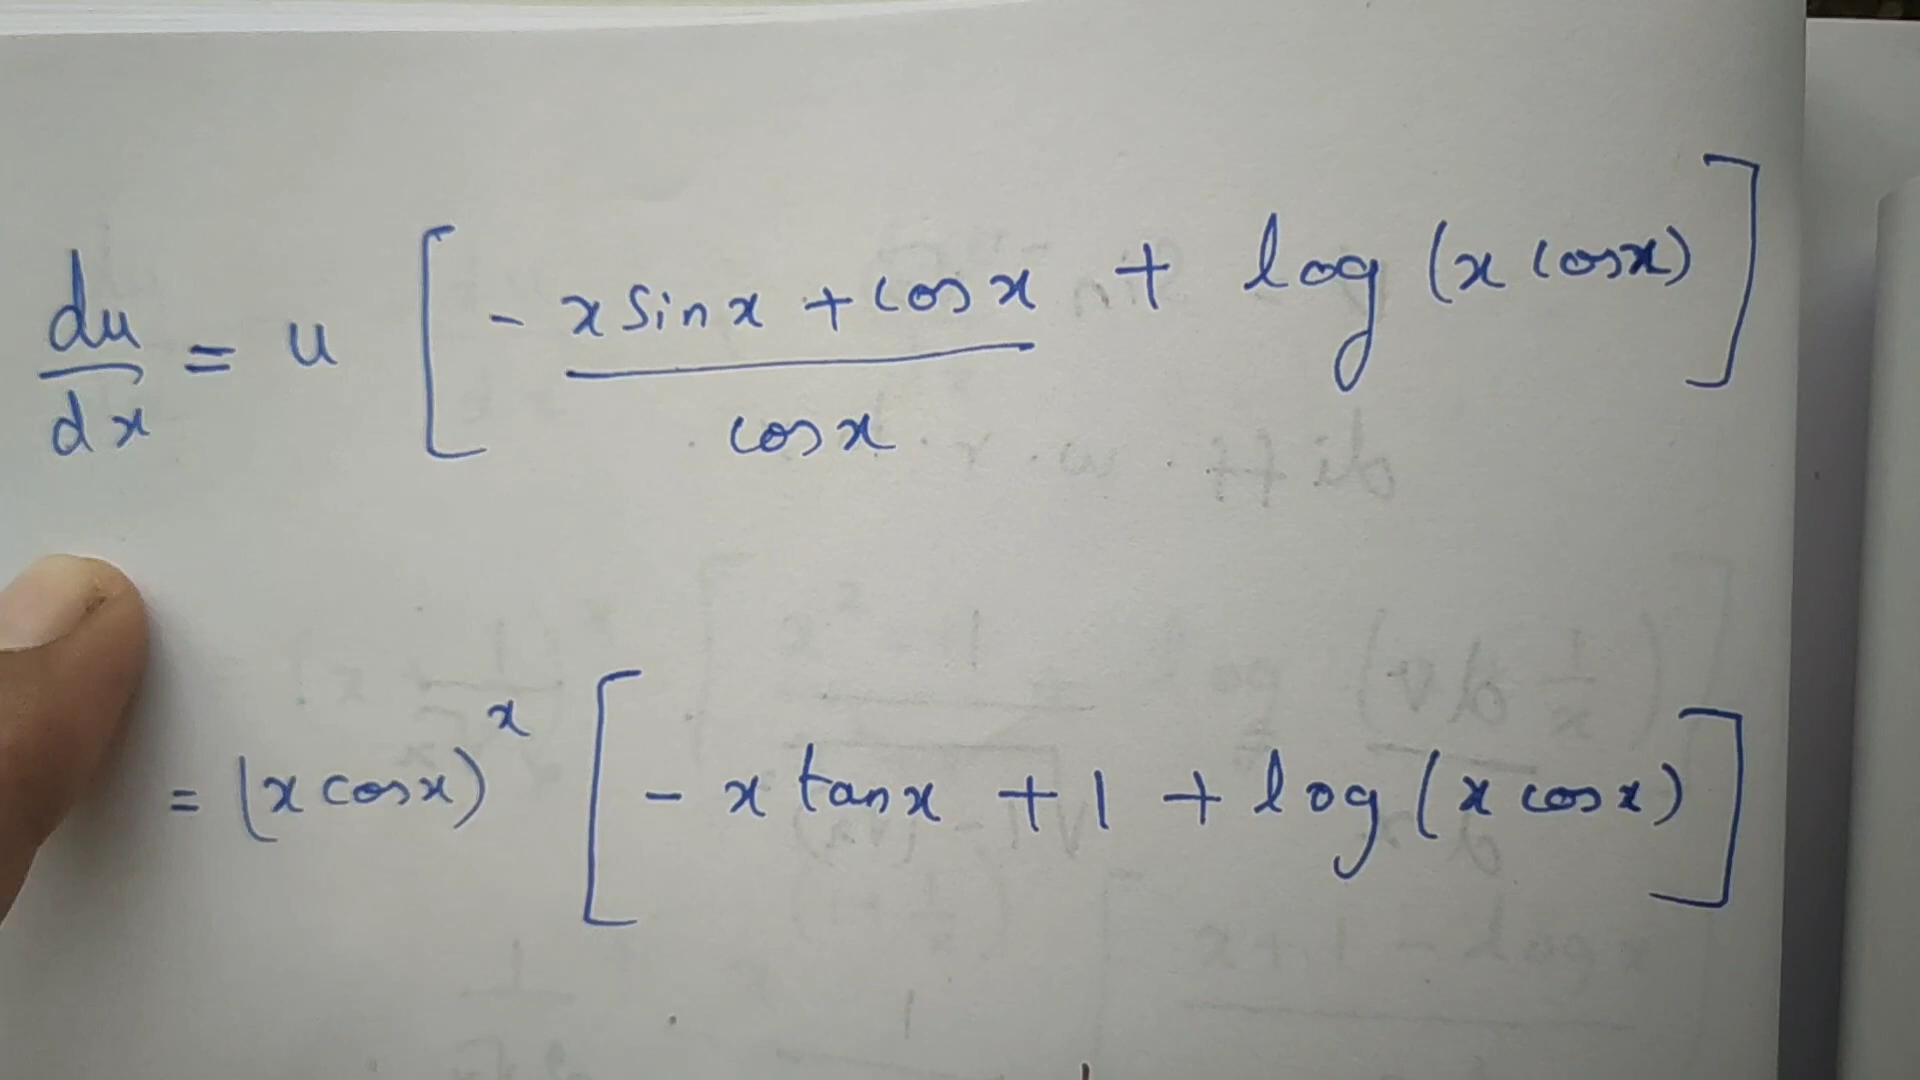 du/dx = u [ - x sin x + cos x / cos x + log (x cos x) ]
= (x cos x)^x [ - x tan x + 1 + log (x cos x) ]